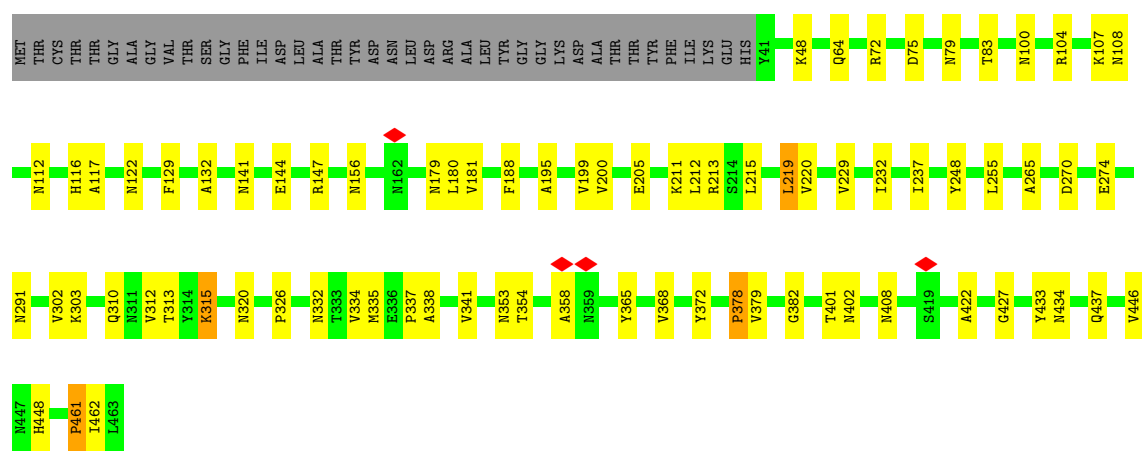 MET THR CYS THR THR GLY ALA GLY VAL THR SER GLY PHE ILE ASP LEU ALA ALA THR TYR ASP ASN LEU ASP ARG ALA LEU TYR GLY GLY LYS ASP ALA THR THR TYR PHE ILE LYS GLU HIS Y41 K48 Q64 R72 D75 N79 T83 N100 R104 K107 N108
N112 H116 A117 N122 F129 A132 N141 E144 R147 N156 N162 N179 L180 V181 F188 A195 V199 V200 E205 K211 L212 R213 S214 L215 L219 V220 V229 I232 I237 Y248 L255 A265 D270 E274
N291 V302 K303 Q310 N311 V312 T313 Y314 K315 N320 P326 N332 T333 V334 M335 E336 P337 A338 V341 N353 T354 A358 N359 Y365 V368 Y372 P378 V379 G382 T401 N402 N408 S419 A422 G427 Y433 N434 Q437 V446
N447 H448 P461 I462 L463